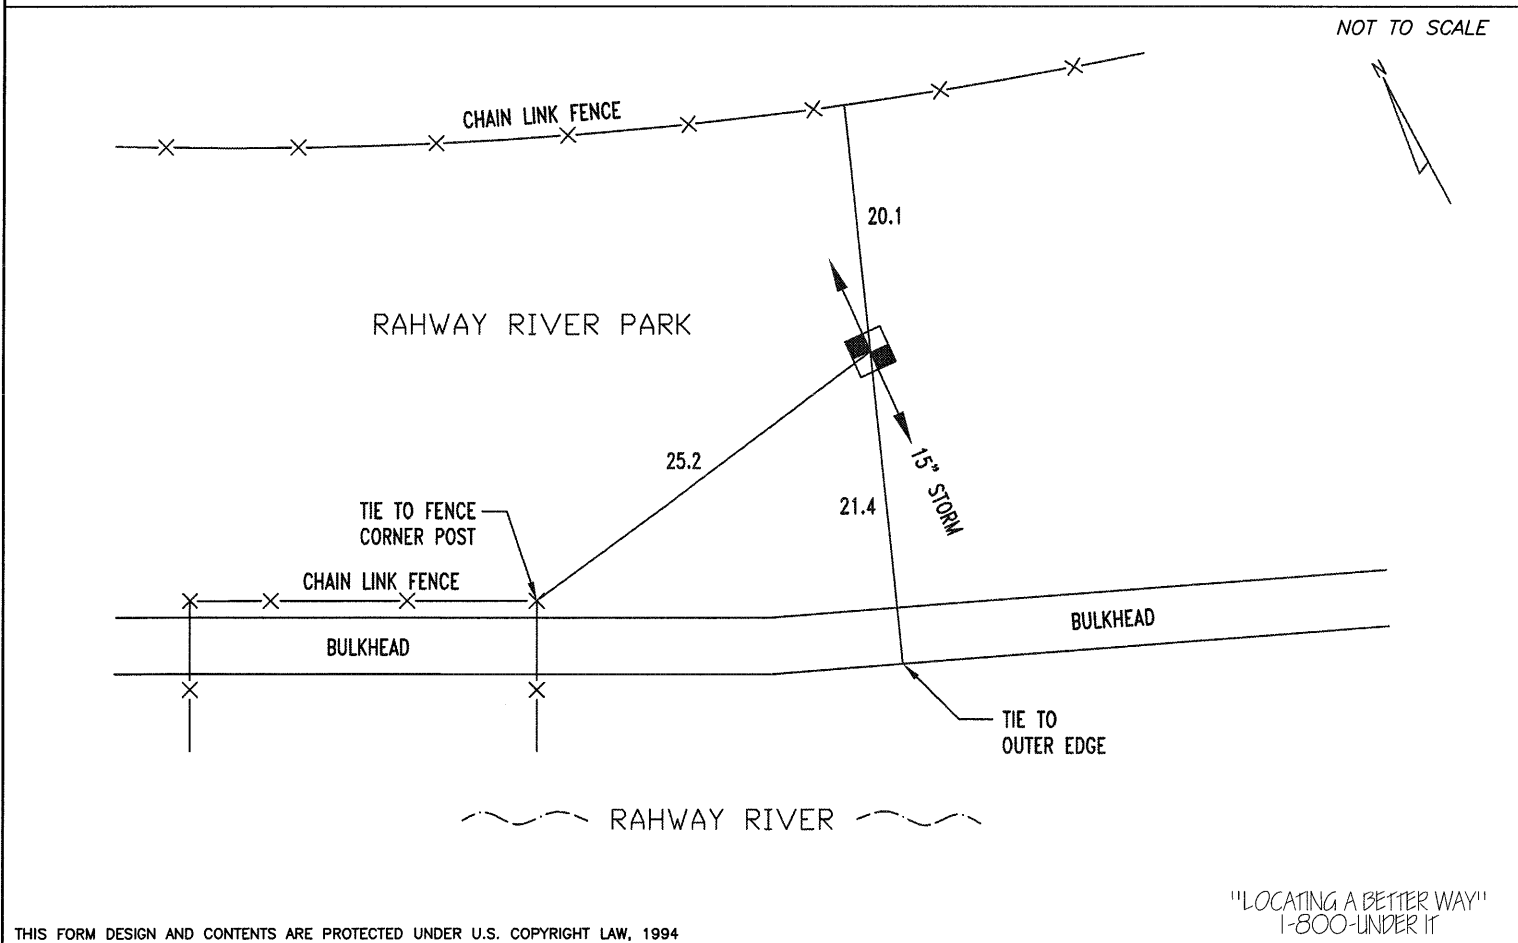 NOT TO SCALE
N
CHAIN LINK FENCE
20.1
RAHWAY RIVER PARK
25.2
15" STORM
21.4
TIE TO FENCE
CORNER POST
CHAIN LINK FENCE
BULKHEAD
BULKHEAD
TIE TO
OUTER EDGE
RAHWAY RIVER
"LOCATING A BETTER WAY"
1-800-UNDER IT
THIS FORM DESIGN AND CONTENTS ARE PROTECTED UNDER U.S. COPYRIGHT LAW, 1994